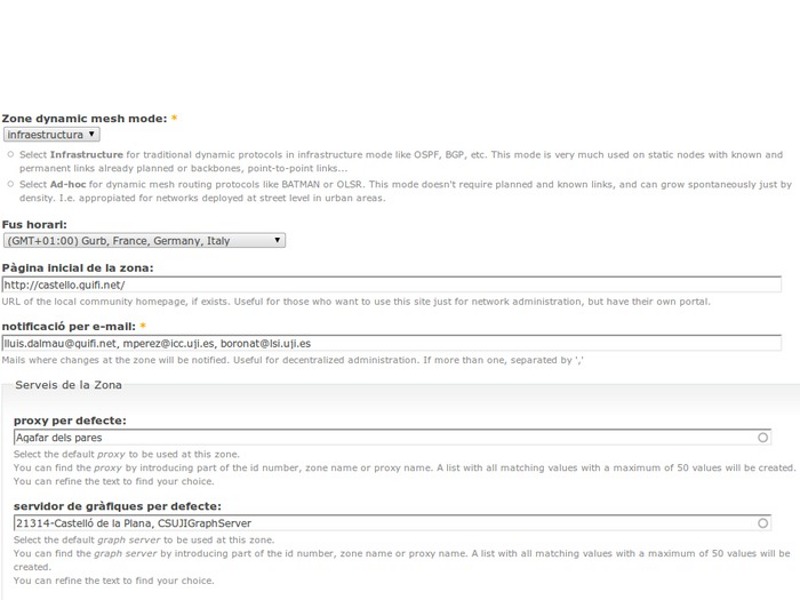 Zone dynamic mesh mode: *
infraestructura
Select Infrastructure for traditional dynamic protocols in infrastructure mode like OSPF, BGP, etc. This mode is very much used on static nodes with known and
permanent links already planned or backbones, point-to-point links...
Select Ad-hoc for dynamic mesh routing protocols like BATMAN or OLSR. This mode doesn't require planned and known links, and can grow spontaneously just by
density. I.e. appropiated for networks deployed at street level in urban areas.
Fus horari:
(GMT+01:00) Gurb, France, Germany, Italy
Pàgina inicial de la zona:
http://castello.guifi.net/
URL of the local community homepage, if exists. Useful for those who want to use this site just for network administration, but have their own portal.
notificació per e-mail: *
lluis.dalmau@guifi.net, mperez@icc.uji.es, boronat@lsi.uji.es
Mails where changes at the zone will be notified. Useful for decentralized administration. If more than one, separated by ','
Serveis de la Zona
proxy per defecte:
Agafar dels pares
Select the default proxy to be used at this zone.
You can find the proxy by introducing part of the id number, zone name or proxy name. A list with all matching values with a maximum of 50 values will be created.
You can refine the text to find your choice.
servidor de gràfiques per defecte:
21314-Castelló de la Plana, CSUJIGraphServer
Select the default graph server to be used at this zone.
You can find the graph server by introducing part of the id number, zone name or proxy name. A list with all matching values with a maximum of 50 values will be
created.
You can refine the text to find your choice.